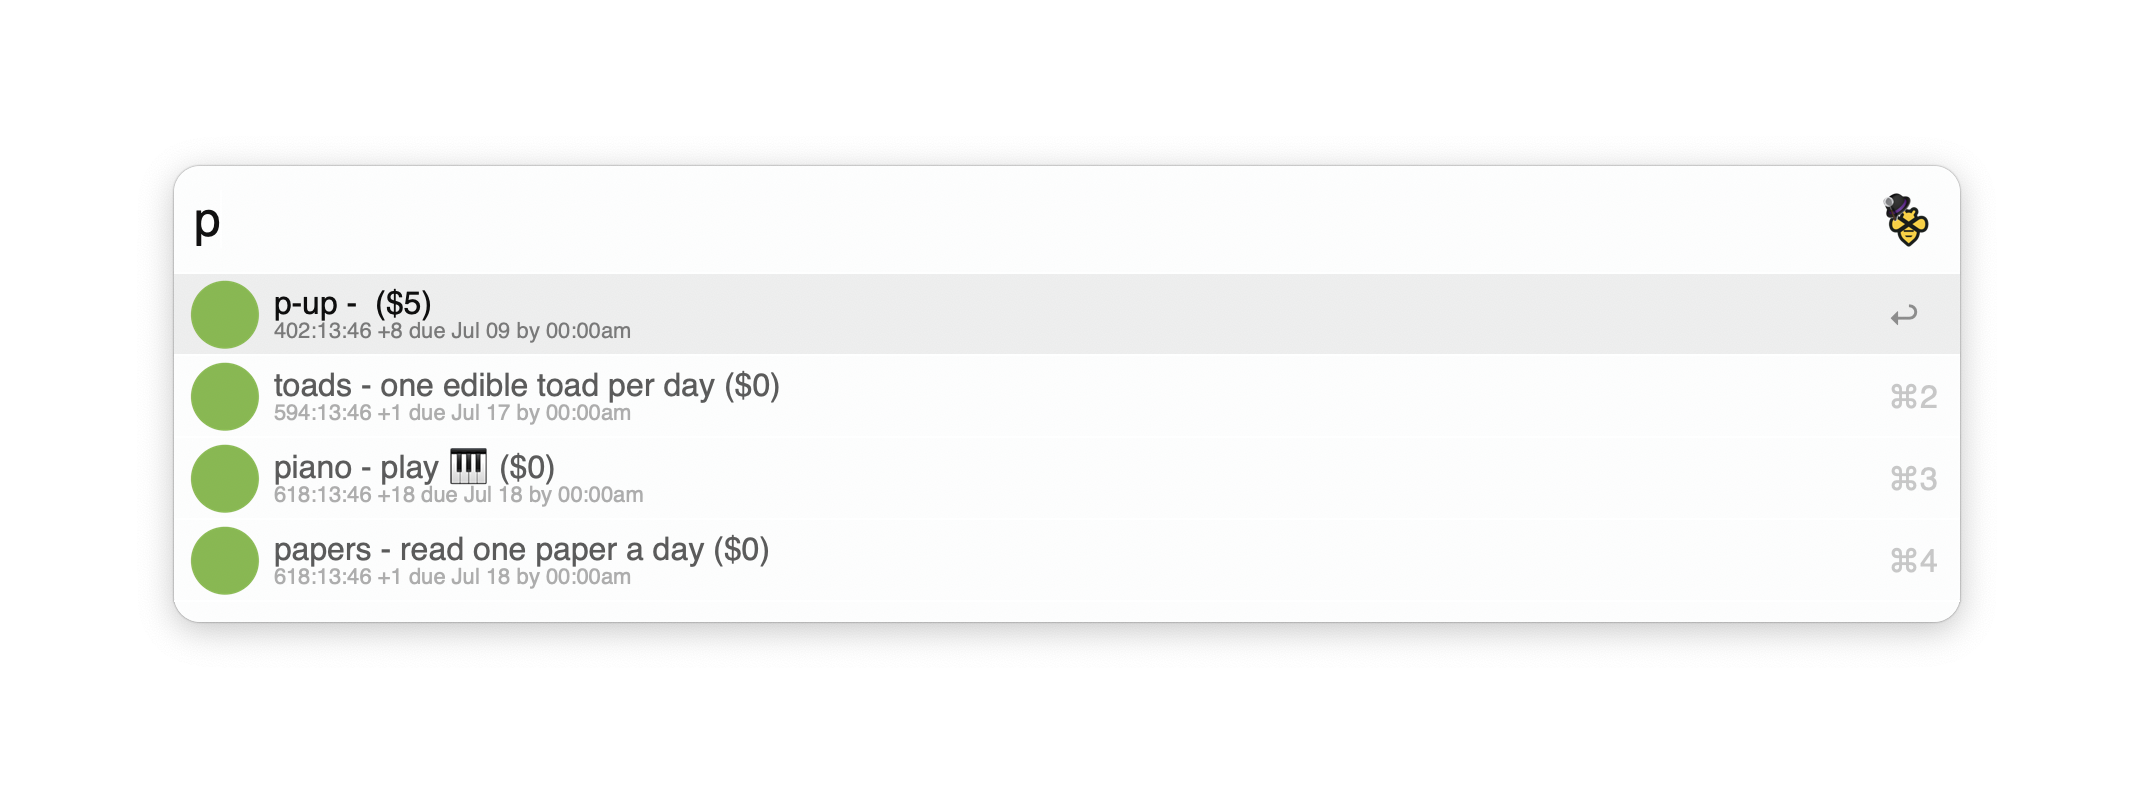 p
p-up -  ($5)
402:13:46 +8 due Jul 09 by 00:00am
↩
toads - one edible toad per day ($0)
594:13:46 +1 due Jul 17 by 00:00am
⌘2
piano - play 🎹 ($0)
618:13:46 +18 due Jul 18 by 00:00am
⌘3
papers - read one paper a day ($0)
618:13:46 +1 due Jul 18 by 00:00am
⌘4